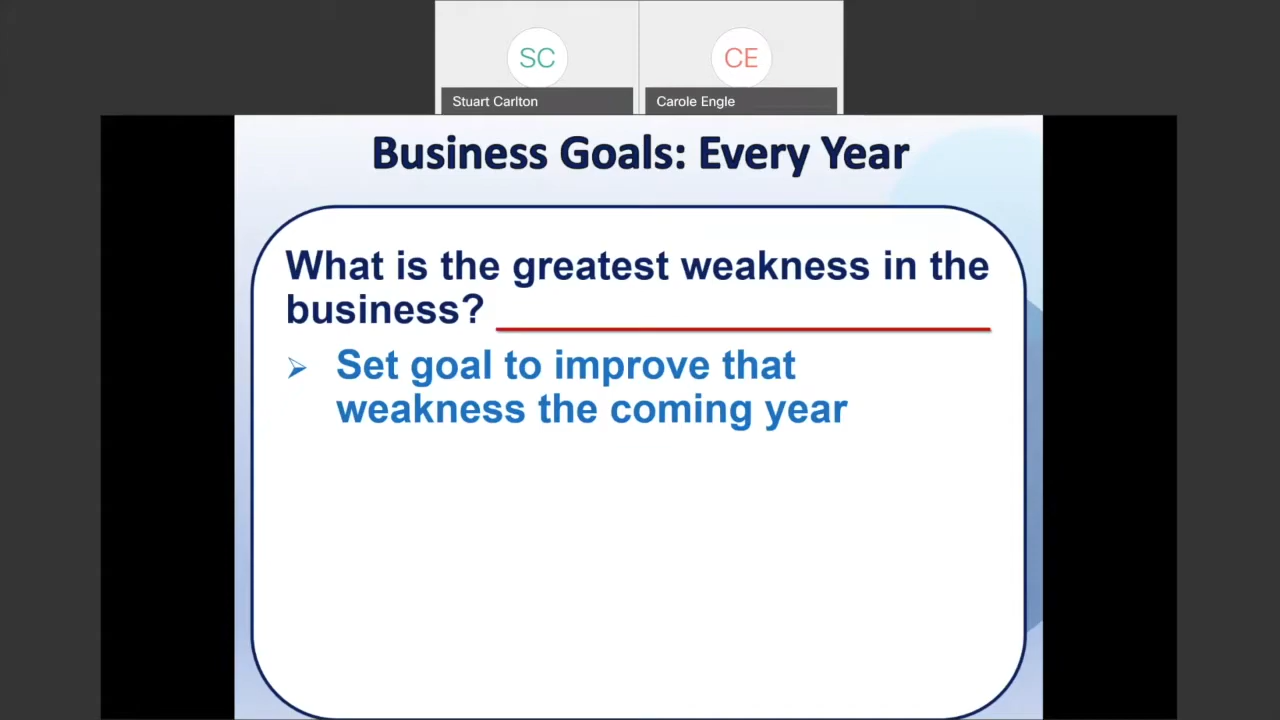 SC
CE
Stuart Carlton
Carole Engle
Business Goals: Every Year
What is the greatest weakness in the
business?
Set goal to improve that
weakness the coming year